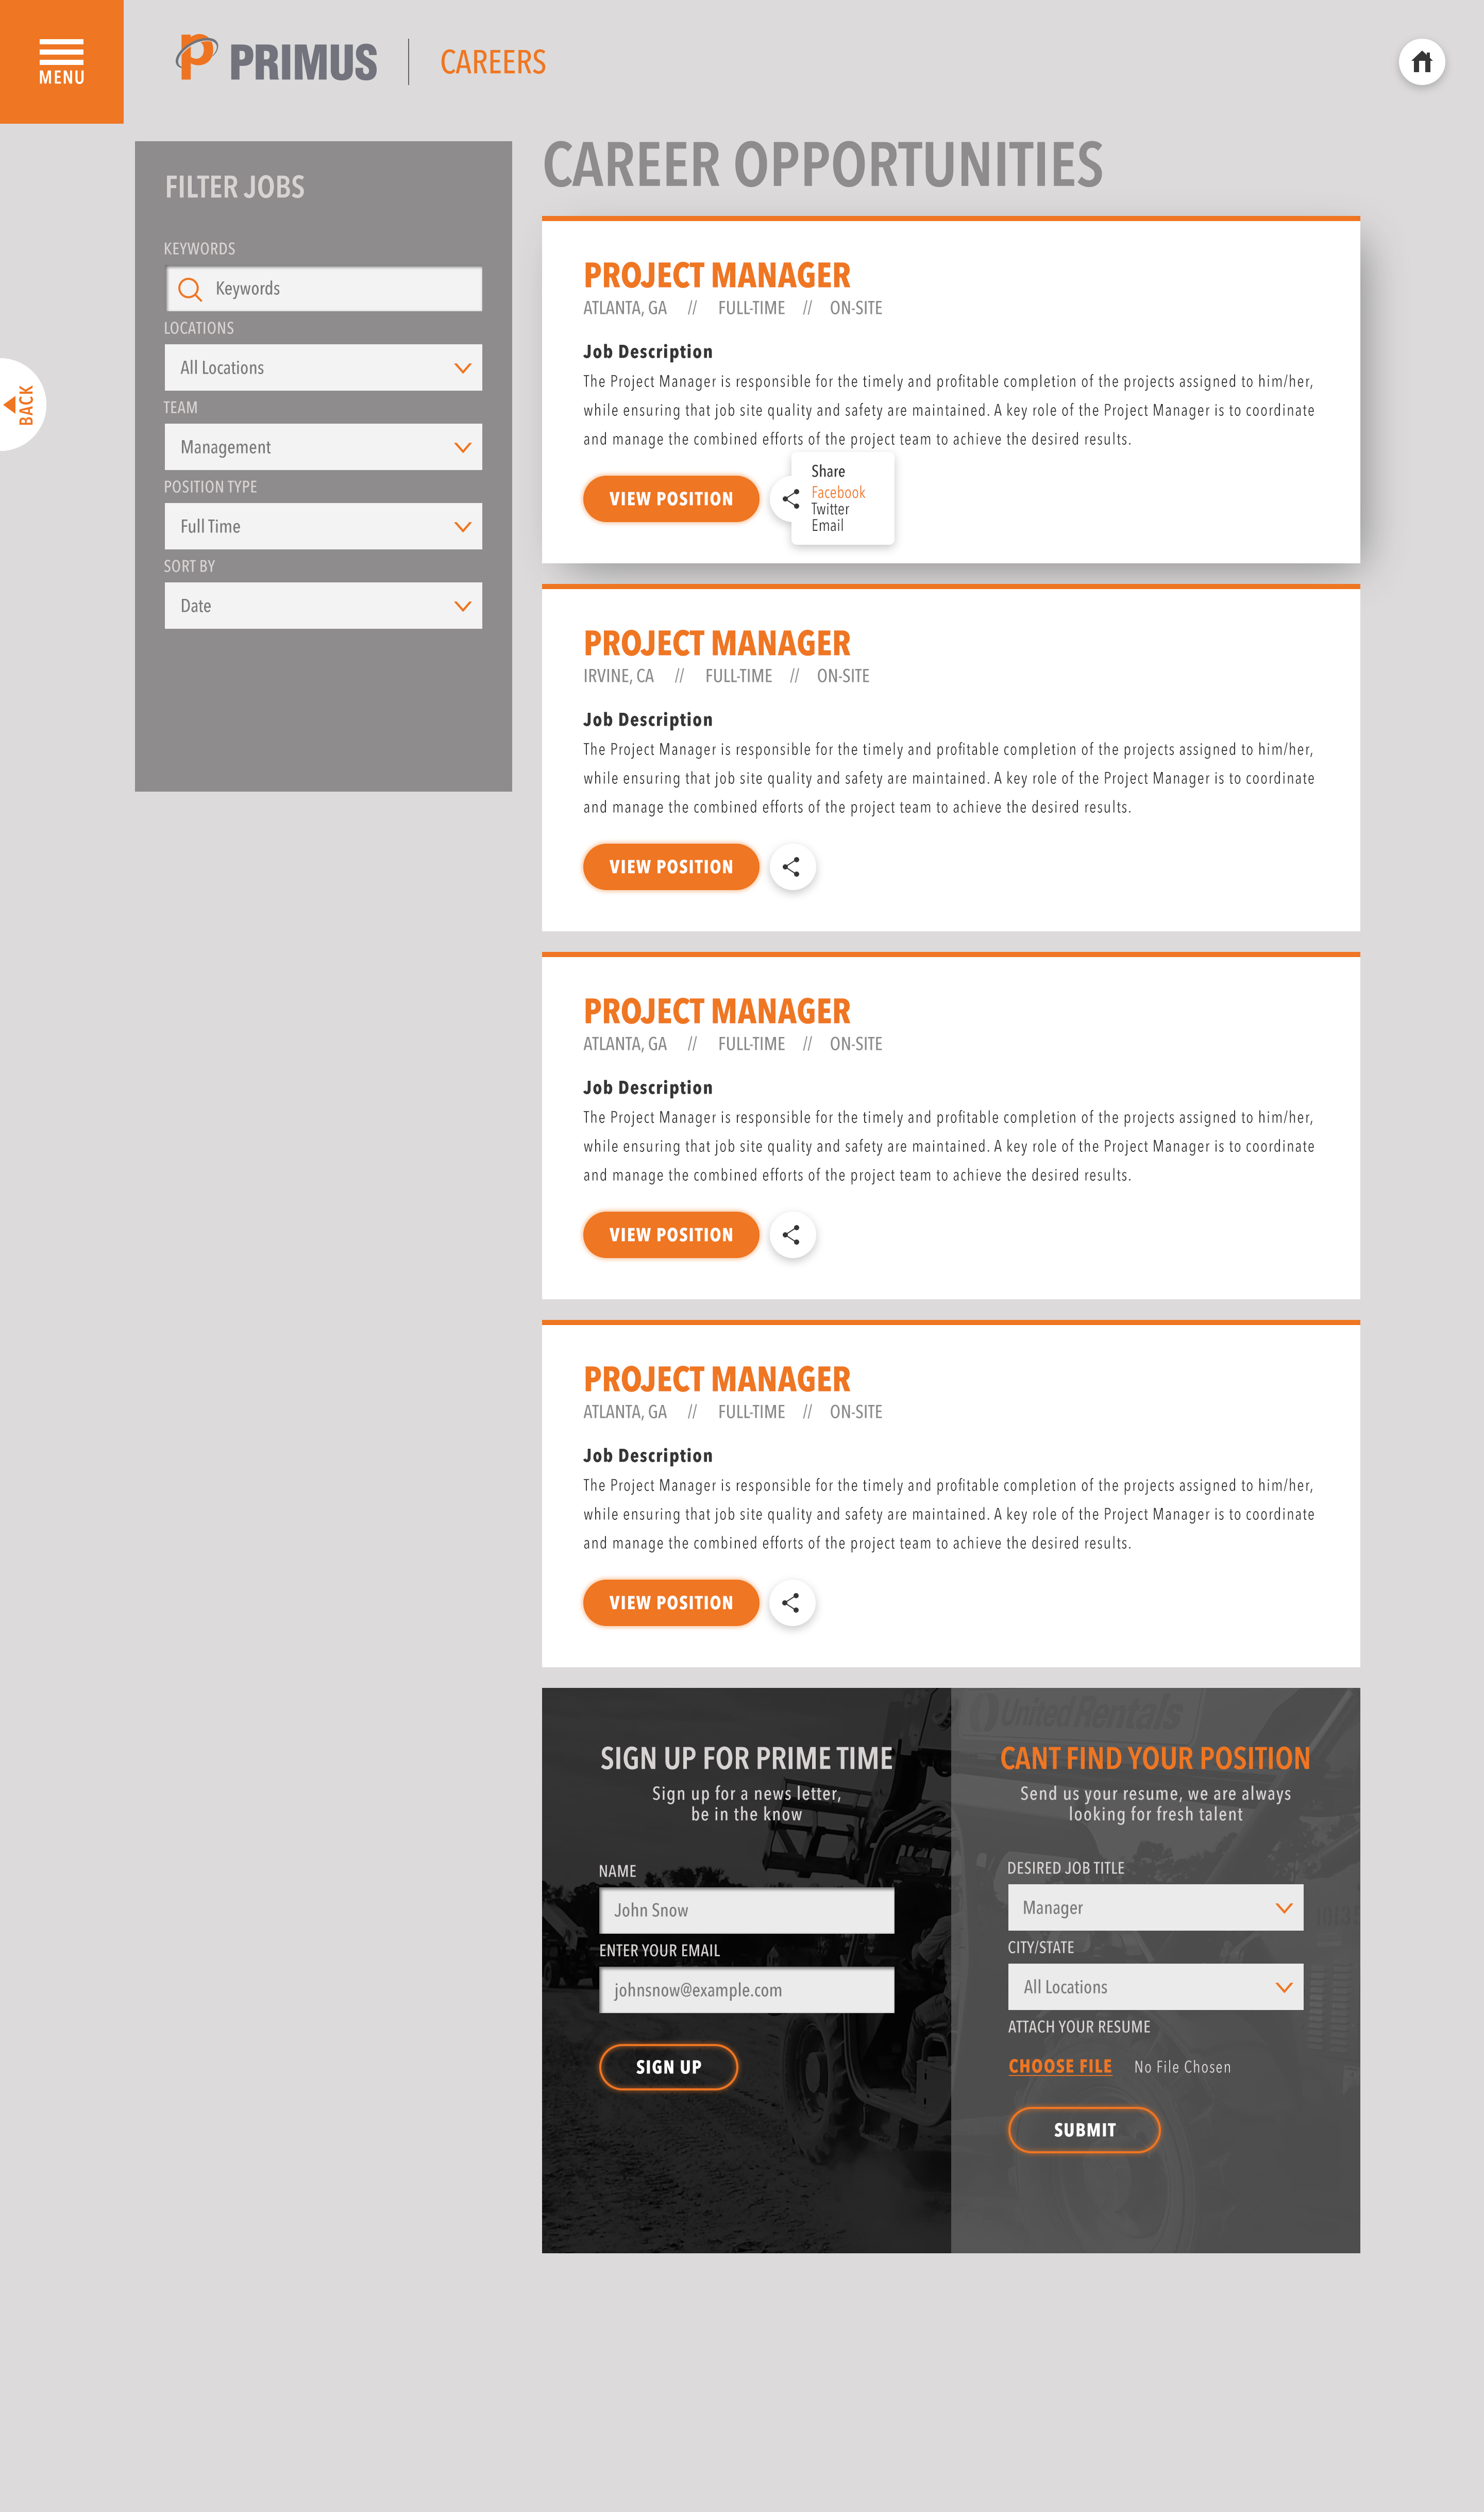 MENU
PRIMUS
CAREERS
FILTER JOBS
KEYWORDS
Keywords
LOCATIONS
All Locations
TEAM
Management
POSITION TYPE
Full Time
SORT BY
Date
BACK
CAREER OPPORTUNITIES
PROJECT MANAGER
ATLANTA, GA // FULL-TIME // ON-SITE
Job Description
The Project Manager is responsible for the timely and profitable completion of the projects assigned to him/her,
while ensuring that job site quality and safety are maintained. A key role of the Project Manager is to coordinate
and manage the combined efforts of the project team to achieve the desired results.
VIEW POSITION
Share
Facebook
Twitter
Email
PROJECT MANAGER
IRVINE, CA // FULL-TIME // ON-SITE
Job Description
The Project Manager is responsible for the timely and profitable completion of the projects assigned to him/her,
while ensuring that job site quality and safety are maintained. A key role of the Project Manager is to coordinate
and manage the combined efforts of the project team to achieve the desired results.
VIEW POSITION
PROJECT MANAGER
ATLANTA, GA // FULL-TIME // ON-SITE
Job Description
The Project Manager is responsible for the timely and profitable completion of the projects assigned to him/her,
while ensuring that job site quality and safety are maintained. A key role of the Project Manager is to coordinate
and manage the combined efforts of the project team to achieve the desired results.
VIEW POSITION
PROJECT MANAGER
ATLANTA, GA // FULL-TIME // ON-SITE
Job Description
The Project Manager is responsible for the timely and profitable completion of the projects assigned to him/her,
while ensuring that job site quality and safety are maintained. A key role of the Project Manager is to coordinate
and manage the combined efforts of the project team to achieve the desired results.
VIEW POSITION
SIGN UP FOR PRIME TIME
Sign up for a news letter,
be in the know
NAME
John Snow
ENTER YOUR EMAIL
johnsnow@example.com
SIGN UP
United Rentals
CANT FIND YOUR POSITION
Send us your resume, we are always
looking for fresh talent
DESIRED JOB TITLE
Manager
CITY/STATE
All Locations
ATTACH YOUR RESUME
CHOOSE FILE No File Chosen
SUBMIT